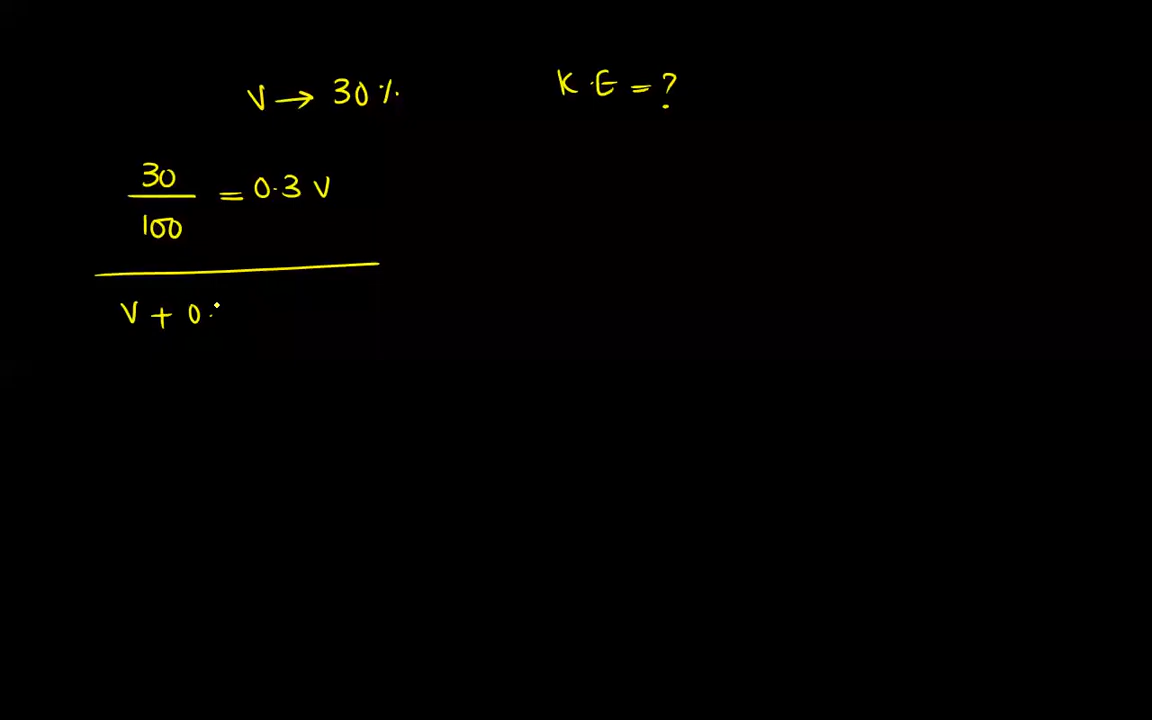 V → 30% K.E = ?
30
100 = 0.3 V
V + 0.